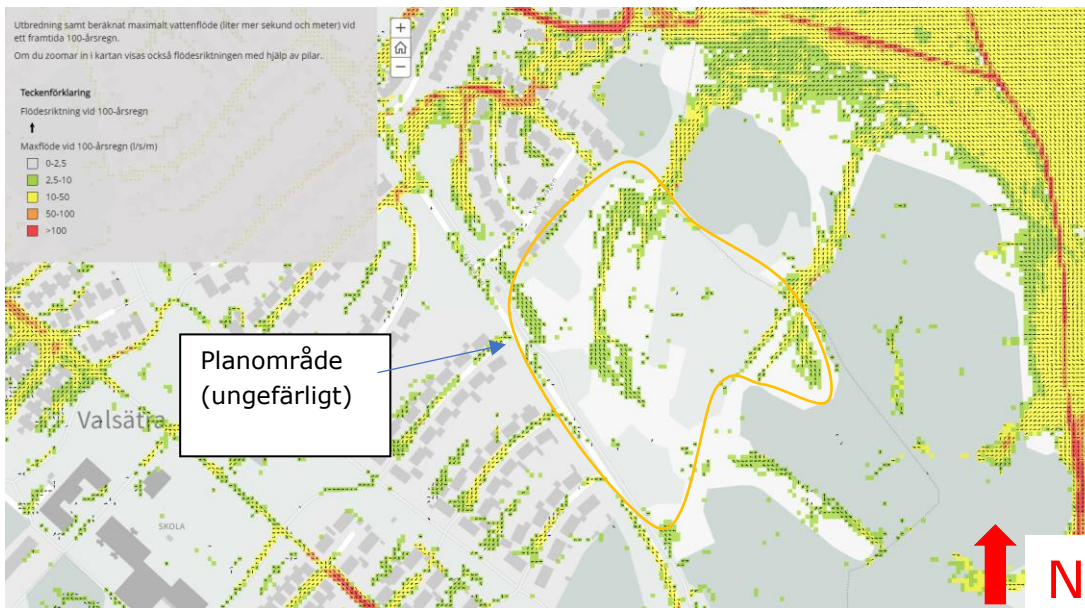 Utbredning samt beräknat maximalt vattenflöde (liter mer sekund och meter) vid
ett framtida 100-årsregn.
Om du zoomar in i kartan visas också flödesriktningen med hjälp av pilar.
Teckenförklaring
Flödesriktning vid 100-årsregn
Maxflöde vid 100-årsregn (l/s/m)
0-2.5
2,5-10
10-50
50-100
>100
+
−
Planområde
(ungefärligt)
Valsätra
SKOLA
N